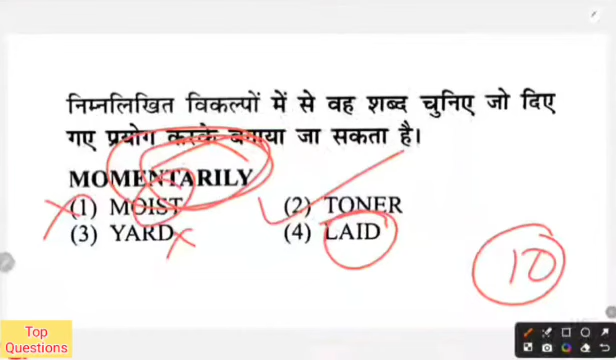 निम्नलिखित विकल्पों में से वह शब्द चुनिए जो दिए
गए प्रयोग करके बनाया जा सकता है।
MOMENTARILY
(1) MOIST (2) TONER
(3) YARD (4) LAID
10
Top
Questions